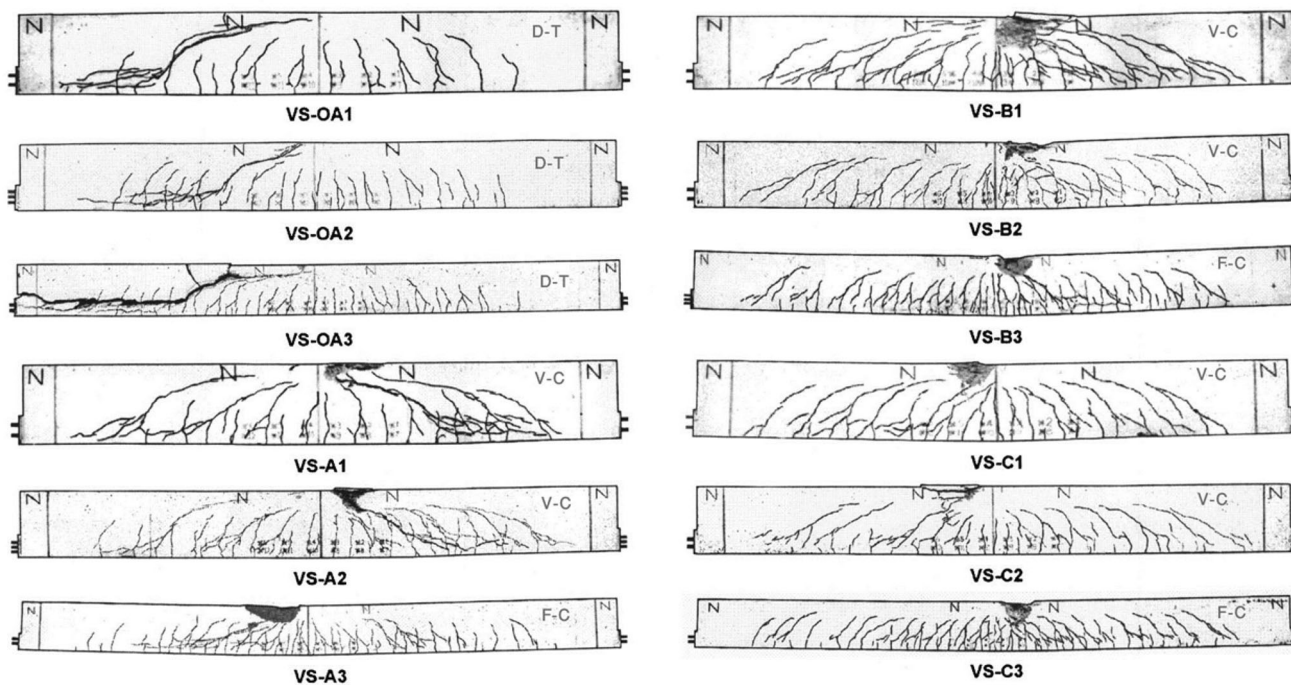 D-T
VS-OA1
D-T
VS-OA2
D-T
VS-OA3
V-C
VS-A1
V-C
VS-A2
F-C
VS-A3
V-C
VS-B1
V-C
VS-B2
F-C
VS-B3
V-C
VS-C1
V-C
VS-C2
F-C
VS-C3